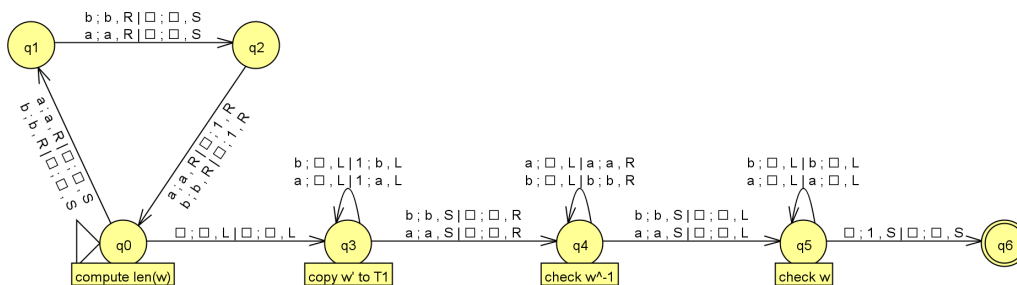 b ; b , R | □ ; □ , S
a ; a , R | □ ; □ , S
q1
q2
a ; a , R | □ ; □ , S
b ; b , R | □ ; □ , S
a ; a , R | □ ; 1 , R
b ; b , R | □ ; 1 , R
b ; □ , L | 1 ; b , L
a ; □ , L | 1 ; a , L
a ; □ , L | a ; a , R
b ; □ , L | b ; b , R
b ; □ , L | b ; □ , L
a ; □ , L | a ; □ , L
q0
□ ; □ , L | □ ; □ , L
q3
b ; b , S | □ ; □ , R
a ; a , S | □ ; □ , R
q4
b ; b , S | □ ; □ , L
a ; a , S | □ ; □ , L
q5
□ ; 1 , S | □ ; □ , S
q6
compute len(w)
copy w' to T1
check w^-1
check w